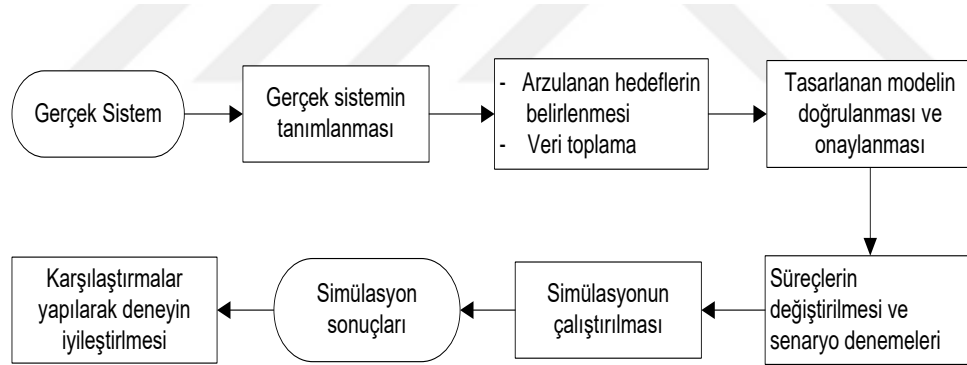 Gerçek Sistem
Gerçek sistemin
tanımlanması
- Arzulanan hedeflerin
belirlenmesi
- Veri toplama
Tasarlanan modelin
doğrulanması ve
onaylanması
Süreçlerin
değiştirilmesi ve
senaryo denemeleri
Simülasyonun
çalıştırılması
Simülasyon
sonuçları
Karşılaştırmalar
yapılarak deneyin
iyileştirlmesi